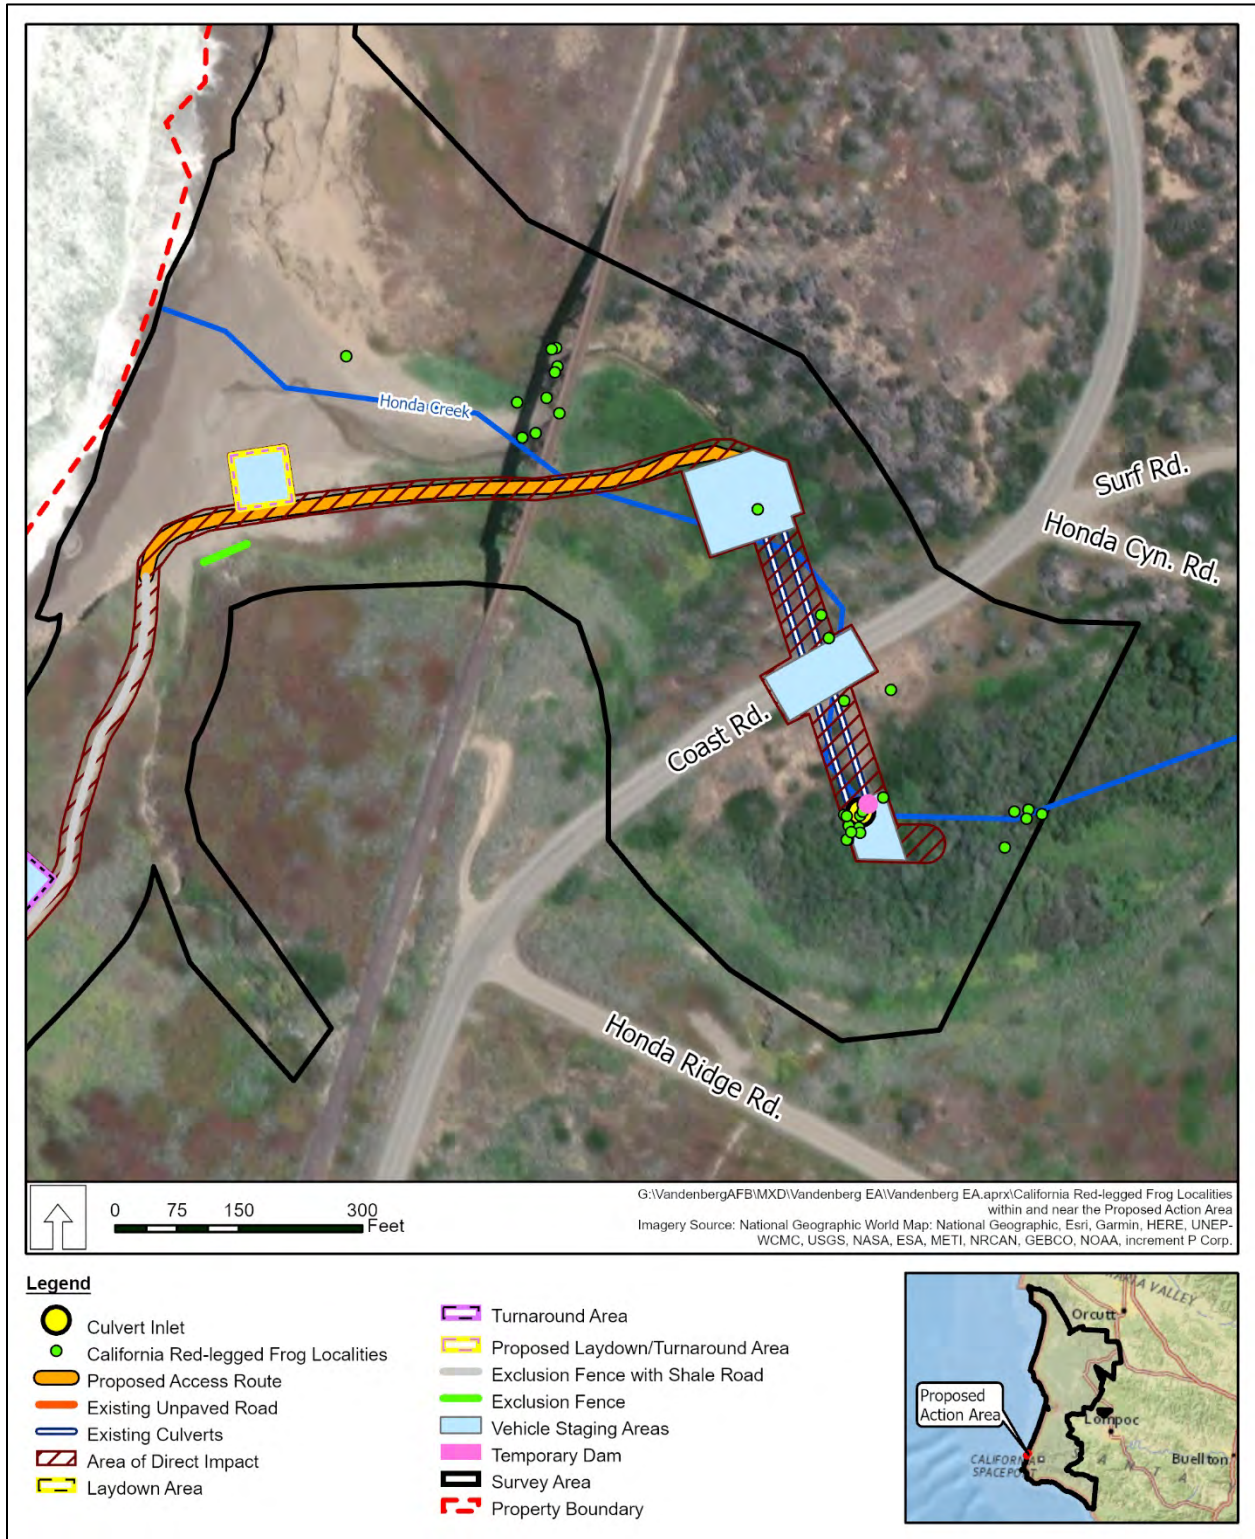 Honda Creek
Surf Rd.
Honda Cyn. Rd.
Coast Rd.
Honda Ridge Rd.
0 75 150 300
Feet
G:\VandenbergAFB\MXD\Vandenberg EA\Vandenberg EA.aprx\California Red-legged Frog Localities
within and near the Proposed Action Area
Imagery Source: National Geographic World Map: National Geographic, Esri, Garmin, HERE, UNEP-
WCMC, USGS, NASA, ESA, METI, NRCAN, GEBCO, NOAA, increment P Corp.
Legend
Culvert Inlet
California Red-legged Frog Localities
Proposed Access Route
Existing Unpaved Road
Existing Culverts
Area of Direct Impact
Laydown Area
Turnaround Area
Proposed Laydown/Turnaround Area
Exclusion Fence with Shale Road
Exclusion Fence
Vehicle Staging Areas
Temporary Dam
Survey Area
Property Boundary
VALLEY
Orcutt
Proposed
Action Area
Lompoc
CALIFORNIA
SPACEPORT
Buellton